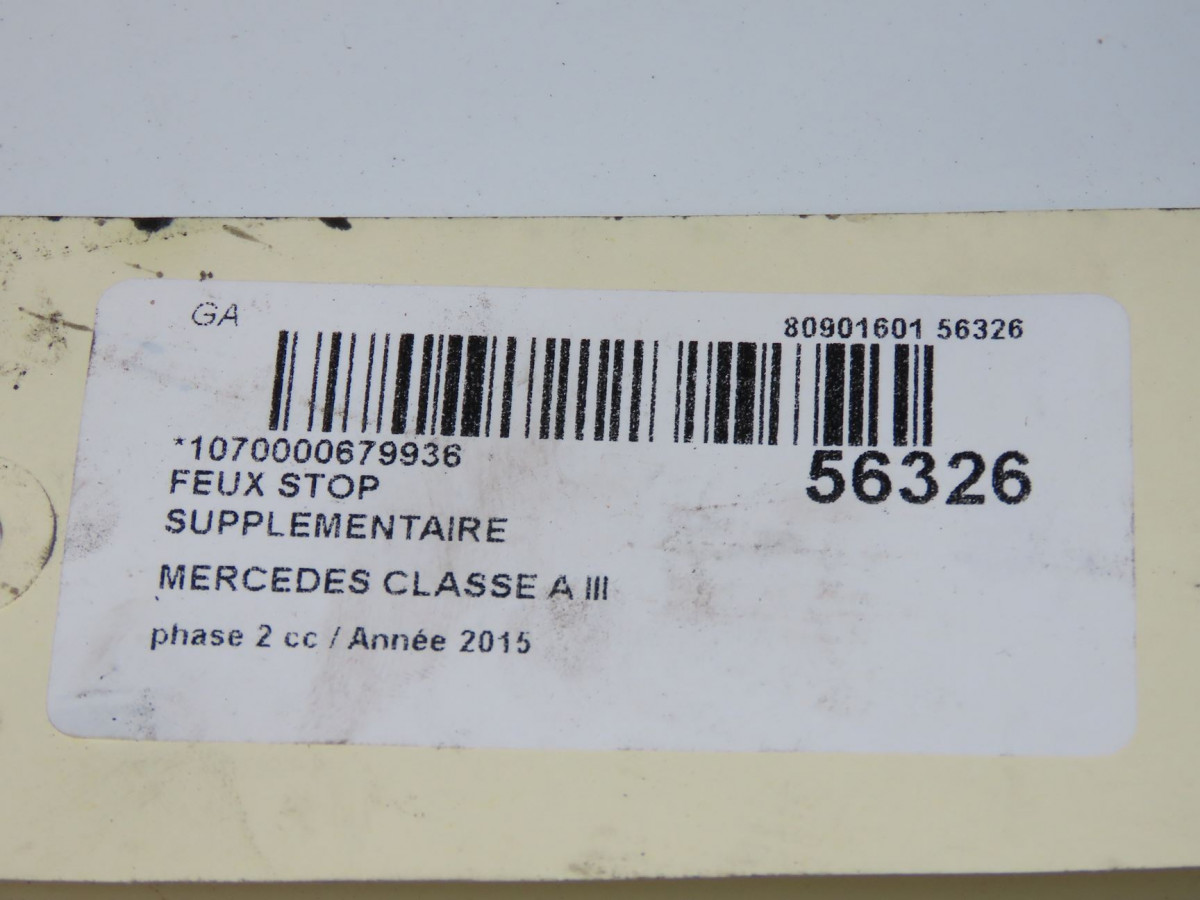 GA
80901601 56326
*1070000679936
56326
FEUX STOP
SUPPLEMENTAIRE
MERCEDES CLASSE A III
phase 2 cc / Année 2015